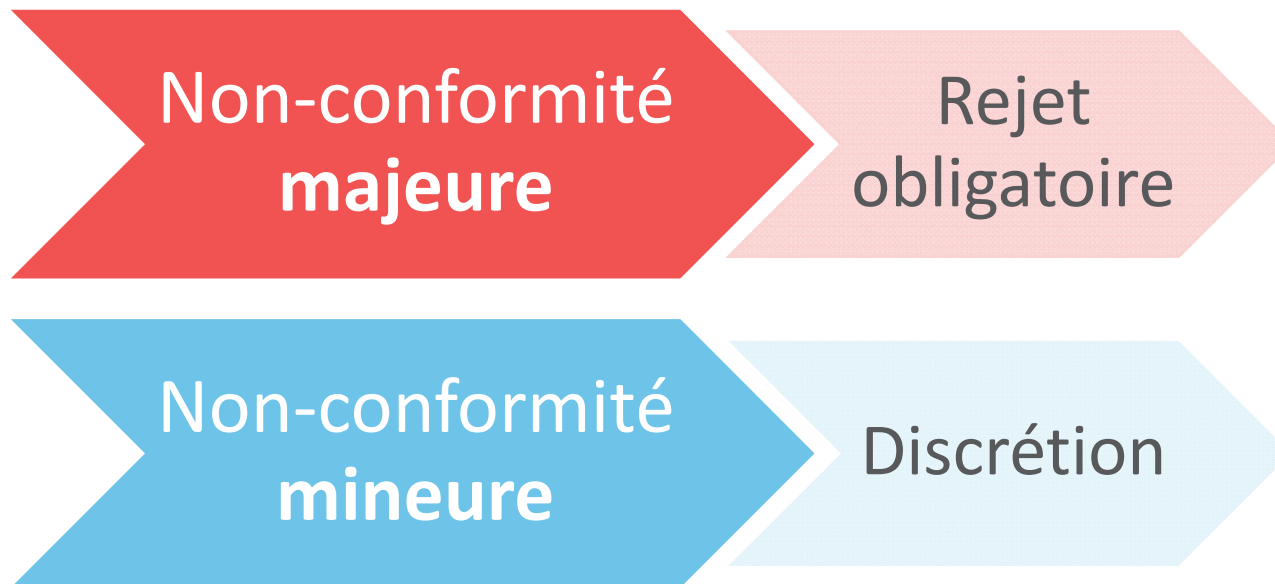 Non-conformité
majeure
Rejet
obligatoire
Non-conformité
mineure
Discrétion